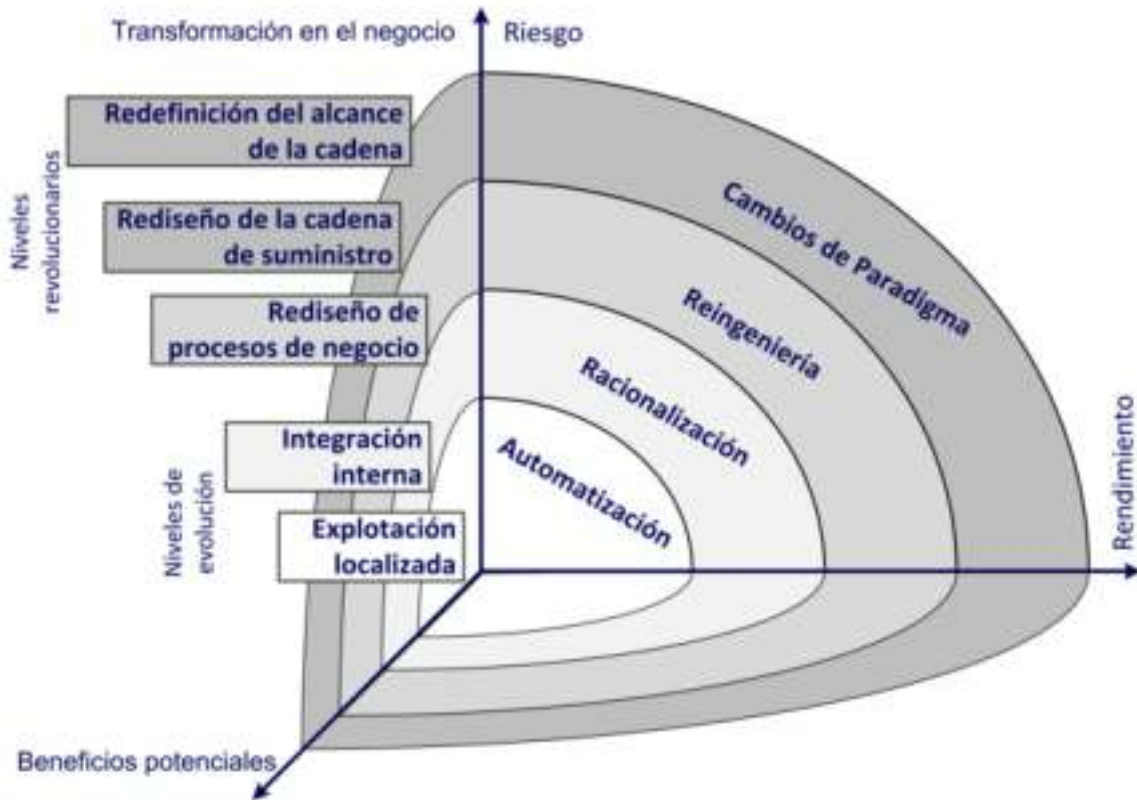 Transformación en el negocio
Riesgo
Redefinición del alcance
de la cadena
Rediseño de la cadena
de suministro
Rediseño de
procesos de negocio
Integración
interna
Explotación
localizada
Niveles
revolucionarios
Niveles de
evolución
Cambios de Paradigma
Reingeniería
Racionalización
Automatización
Rendimiento
Beneficios potenciales